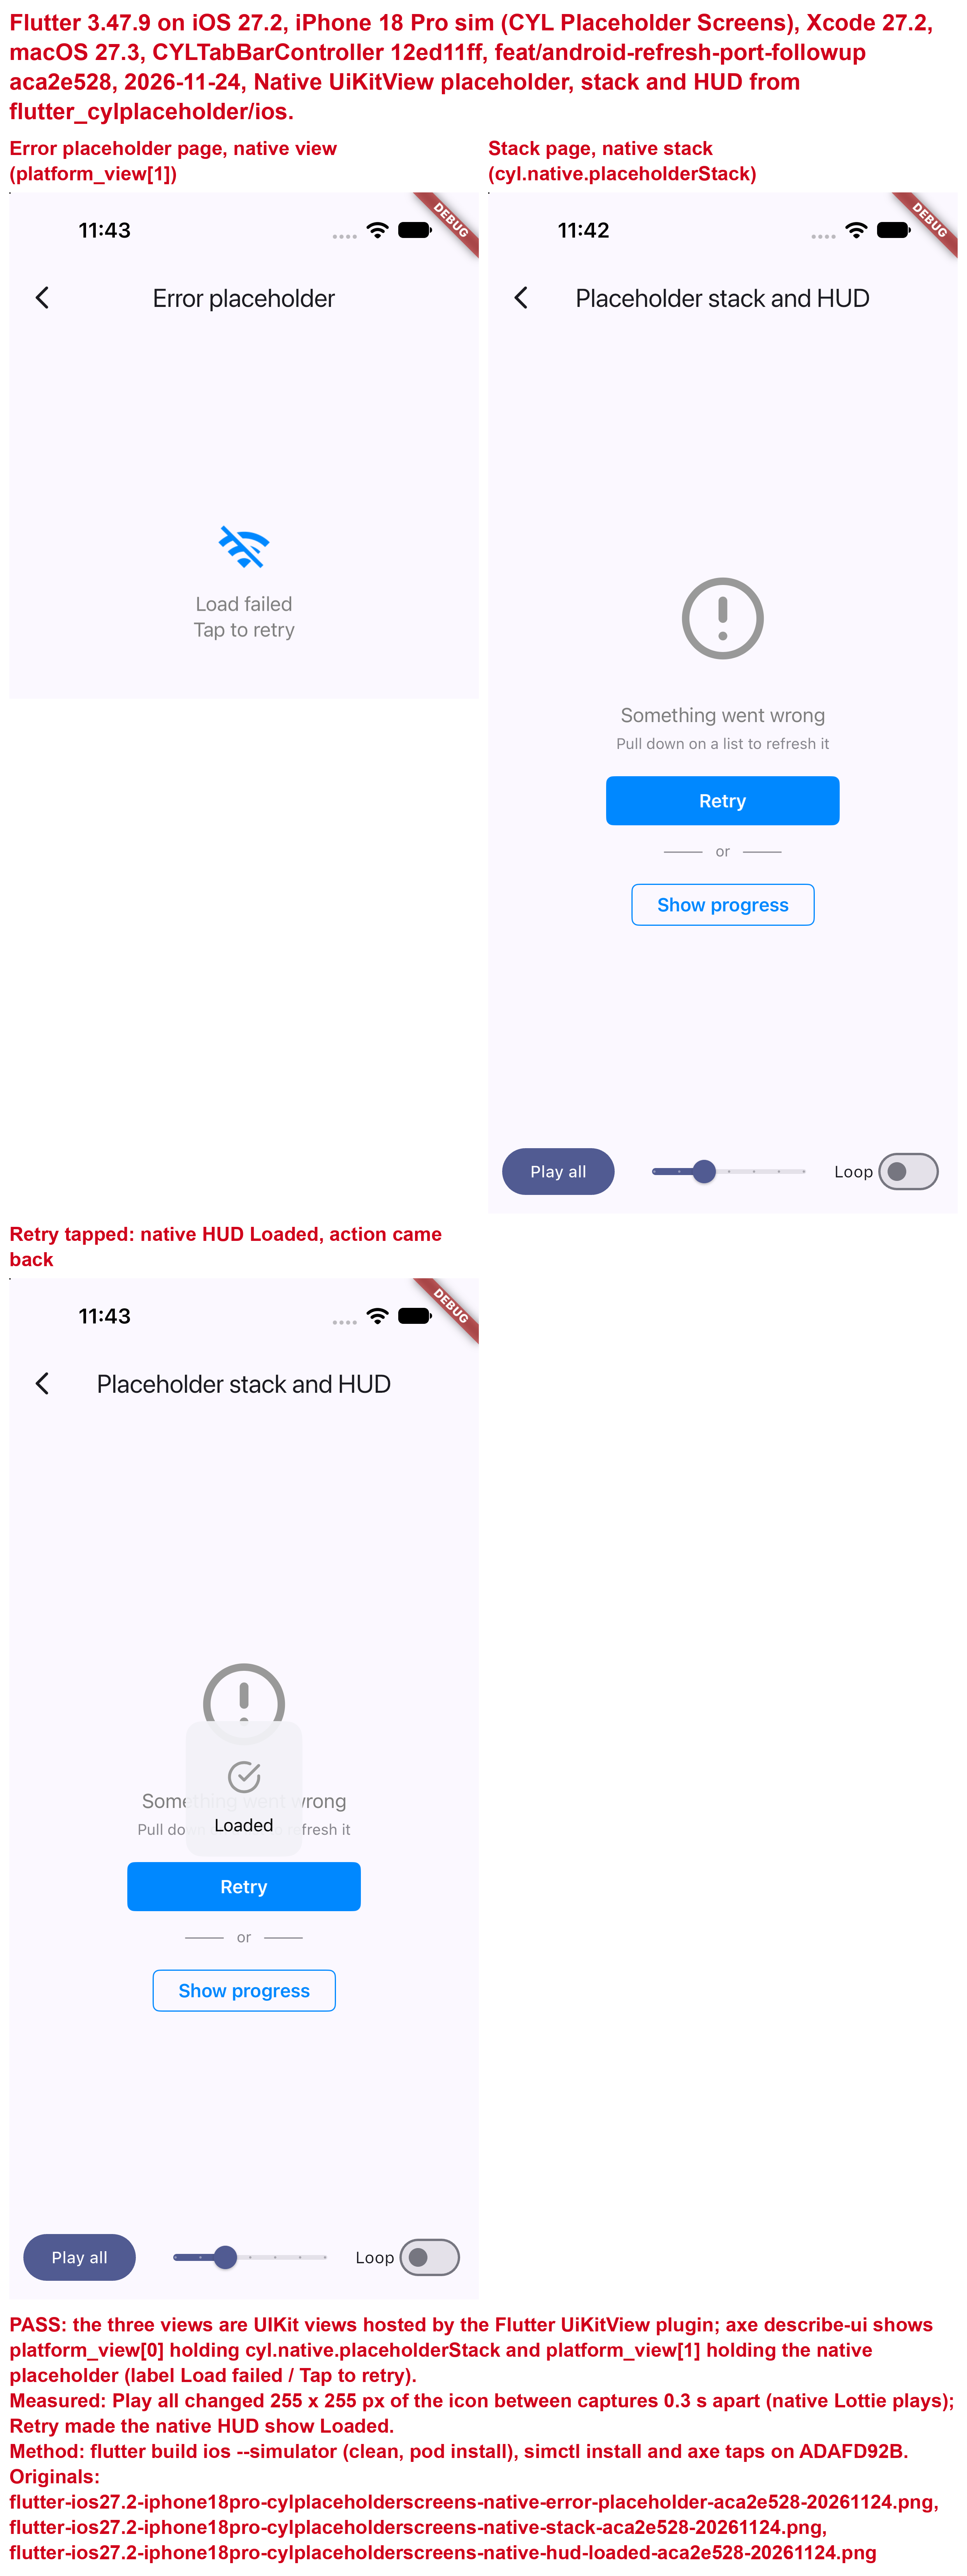 Flutter 3.47.9 on iOS 27.2, iPhone 18 Pro sim (CYL Placeholder Screens), Xcode 27.2,
macOS 27.3, CYLTabBarController 12ed11ff, feat/android-refresh-port-followup
aca2e528, 2026-11-24, Native UiKitView placeholder, stack and HUD from
flutter_cylplaceholder/ios.
Error placeholder page, native view
(platform_view[1])
11:43
DEBUG
Error placeholder
Load failed
Tap to retry
Stack page, native stack
(cyl.native.placeholderStack)
11:42
DEBUG
Placeholder stack and HUD
Something went wrong
Pull down on a list to refresh it
Retry
or
Show progress
Play all
Loop
Retry tapped: native HUD Loaded, action came
back
11:43
DEBUG
Placeholder stack and HUD
Something went wrong
Pull do
fresh it
Loaded
Retry
or
Show progress
Play all
Loop
PASS: the three views are UIKit views hosted by the Flutter UiKitView plugin; axe describe-ui shows
platform_view[0] holding cyl.native.placeholderStack and platform_view[1] holding the native
placeholder (label Load failed / Tap to retry).
Measured: Play all changed 255 x 255 px of the icon between captures 0.3 s apart (native Lottie plays);
Retry made the native HUD show Loaded.
Method: flutter build ios --simulator (clean, pod install), simctl install and axe taps on ADAFD92B.
Originals:
flutter-ios27.2-iphone18pro-cylplaceholderscreens-native-error-placeholder-aca2e528-20261124.png,
flutter-ios27.2-iphone18pro-cylplaceholderscreens-native-stack-aca2e528-20261124.png,
flutter-ios27.2-iphone18pro-cylplaceholderscreens-native-hud-loaded-aca2e528-20261124.png